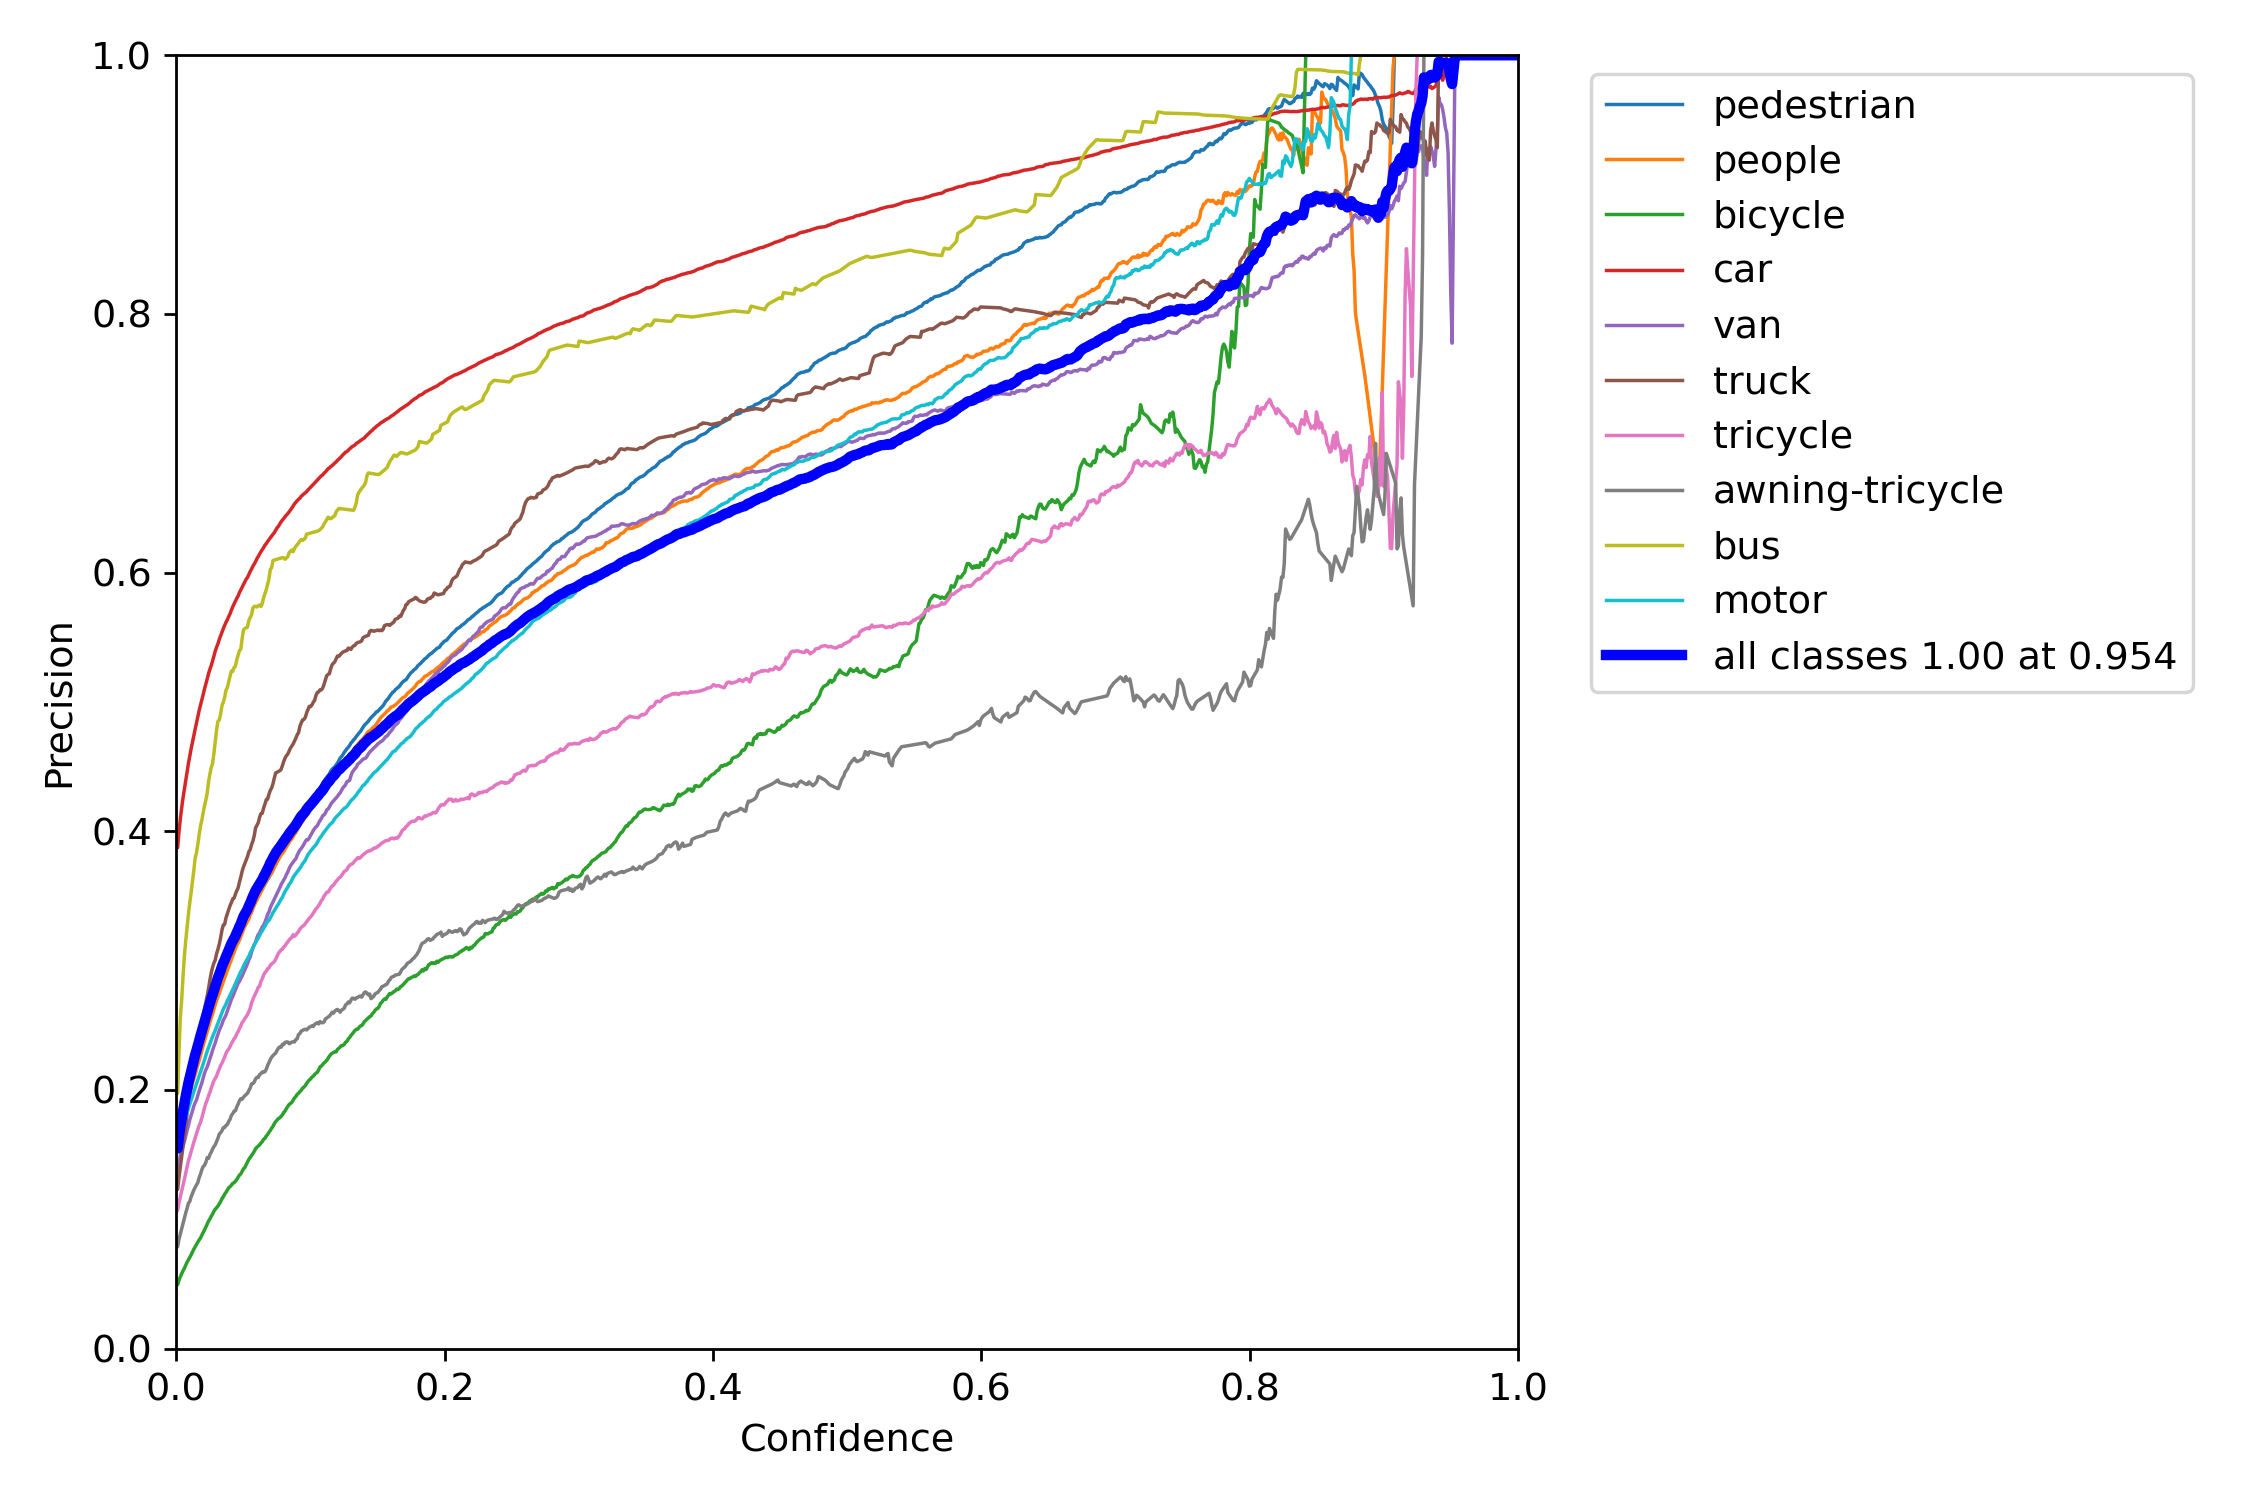 1.0
0.8
0.6
0.4
0.2
0.0
0.0 0.2 0.4 0.6 0.8 1.0
Precision
Confidence
pedestrian
people
bicycle
car
van
truck
tricycle
awning-tricycle
bus
motor
all classes 1.00 at 0.954